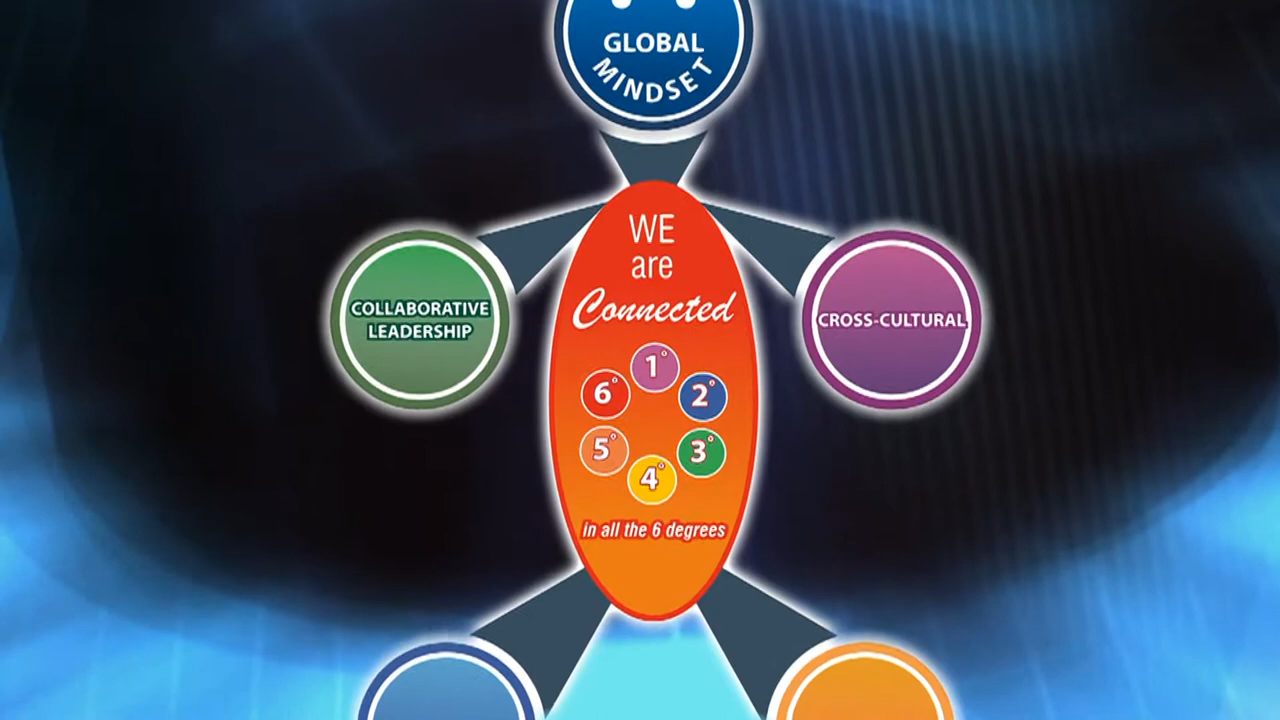 GLOBAL
MINDSET
COLLABORATIVE
LEADERSHIP
WE
are
Connected
CROSS-CULTURAL
1°
6°
2°
5°
3°
4°
in all the 6 degrees